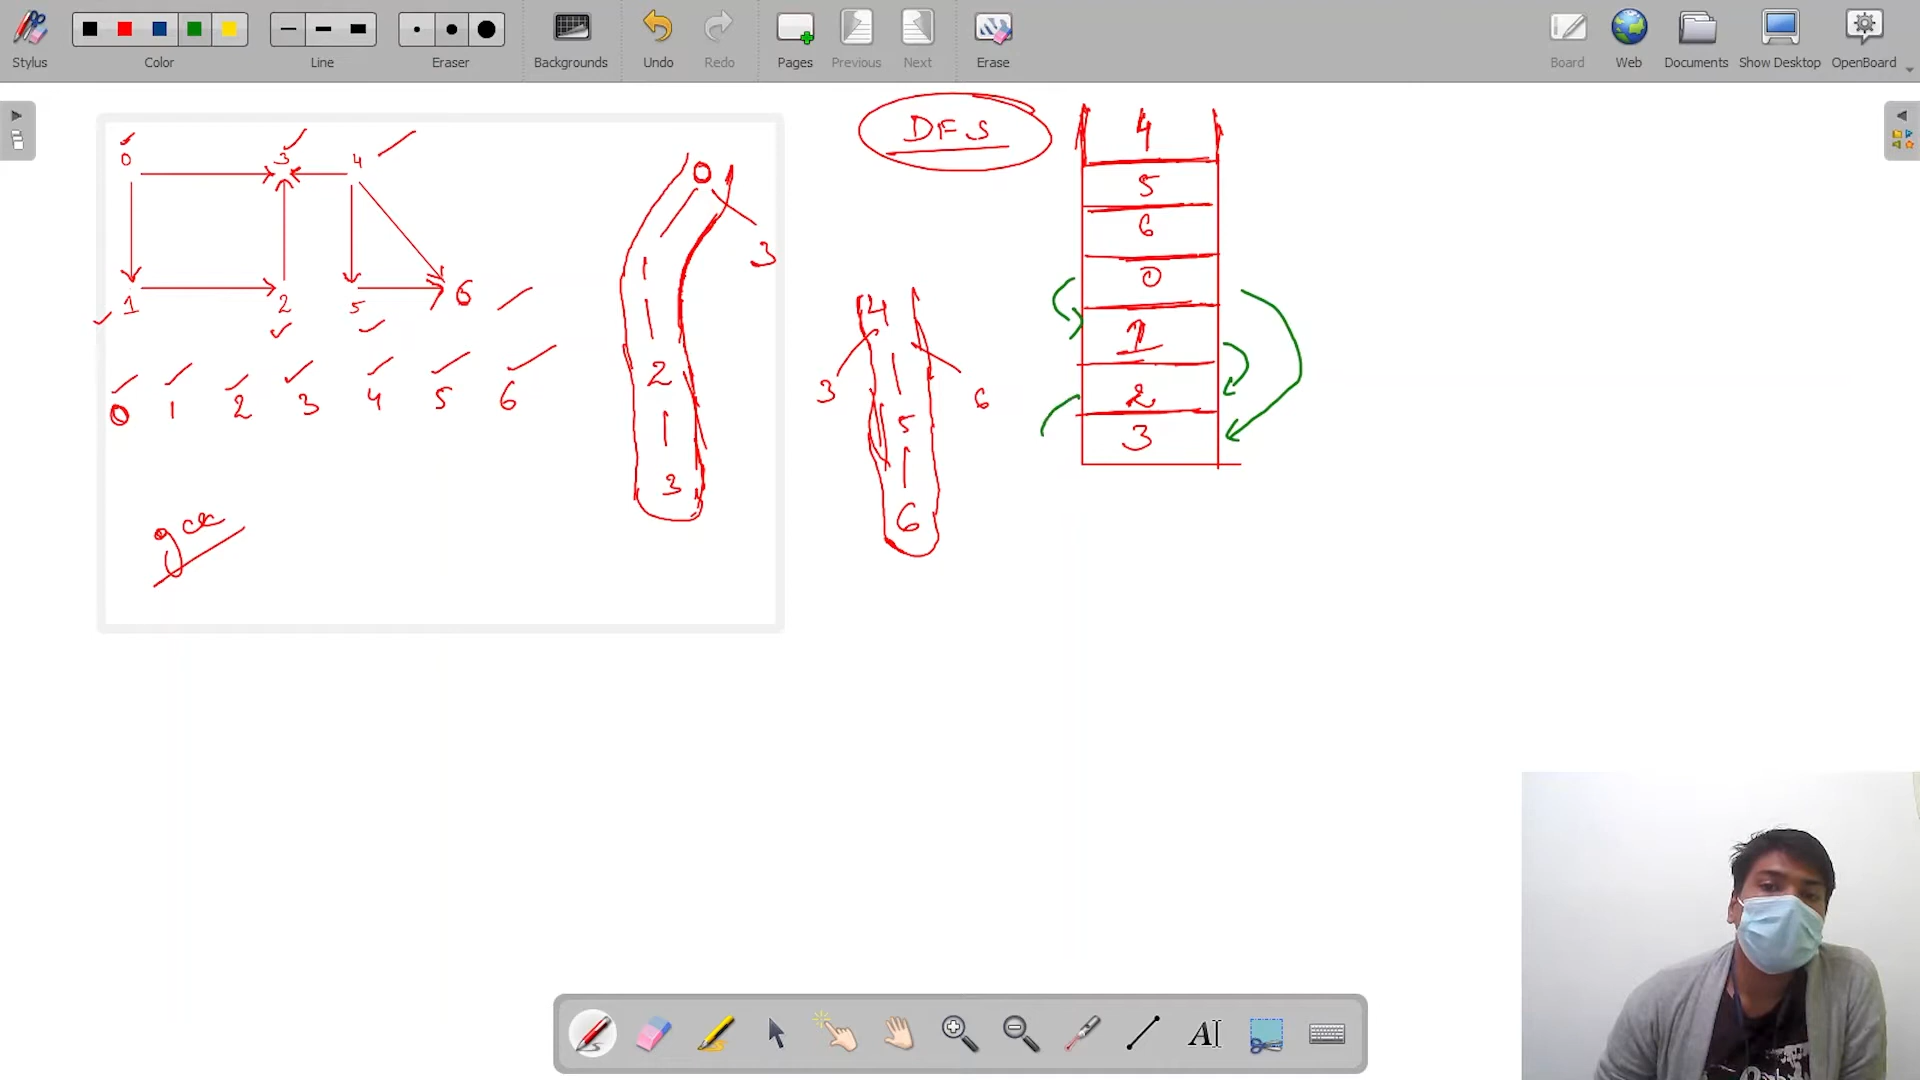 Stylus
Color
Line
Eraser
Backgrounds
Undo
Redo
Pages
Previous
Next
Erase
Board
Web
Documents
Show Desktop
OpenBoard
DFS
0 3 4
1 2 5 6
0 1 2 3 4 5 6
0
1 3
2
3
4
3 6
5
6
4
5
6
0
1
2
3